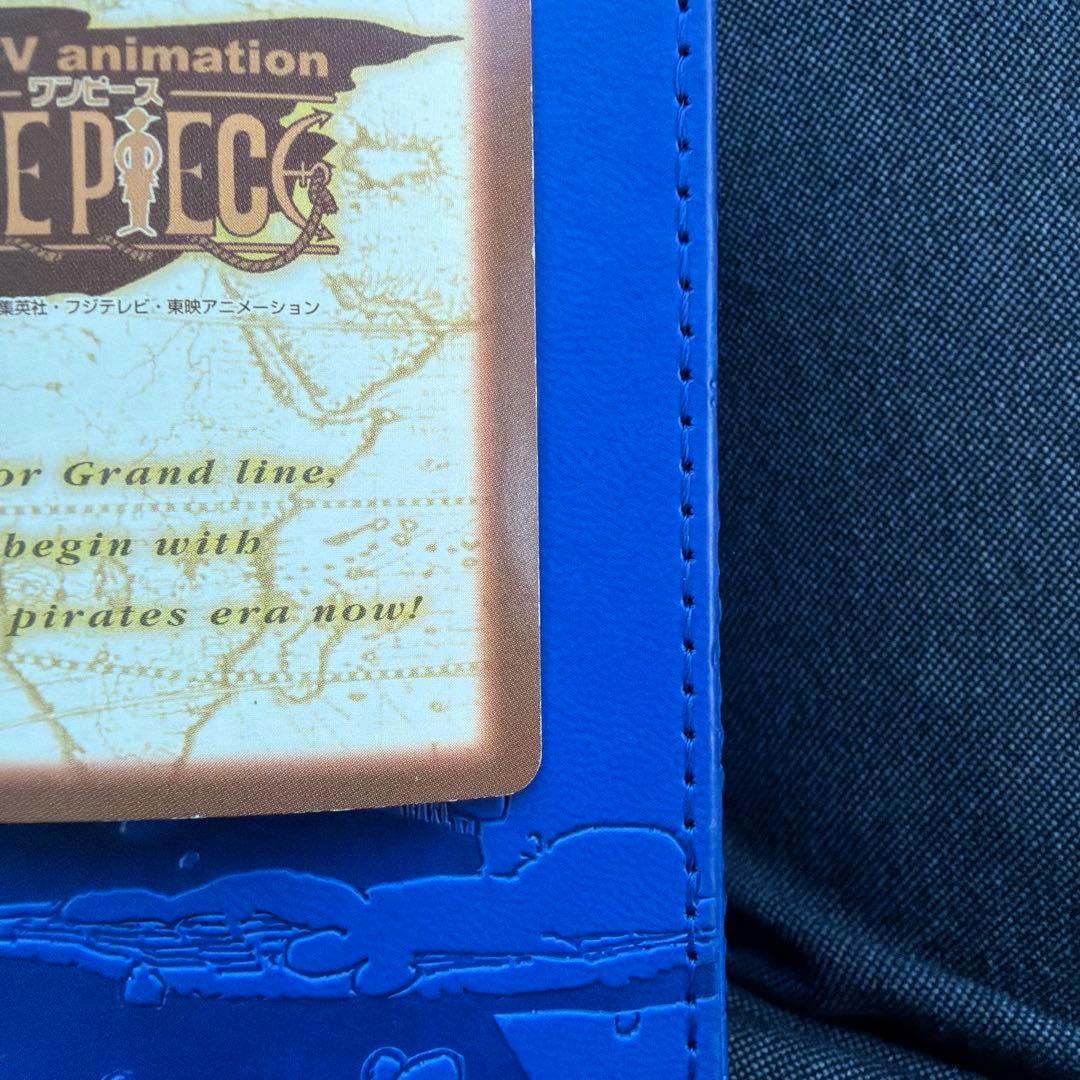 V animation
ワンピース
E PIECE
集英社・フジテレビ・東映アニメーション
or Grand line,
begin with
pirates era now!